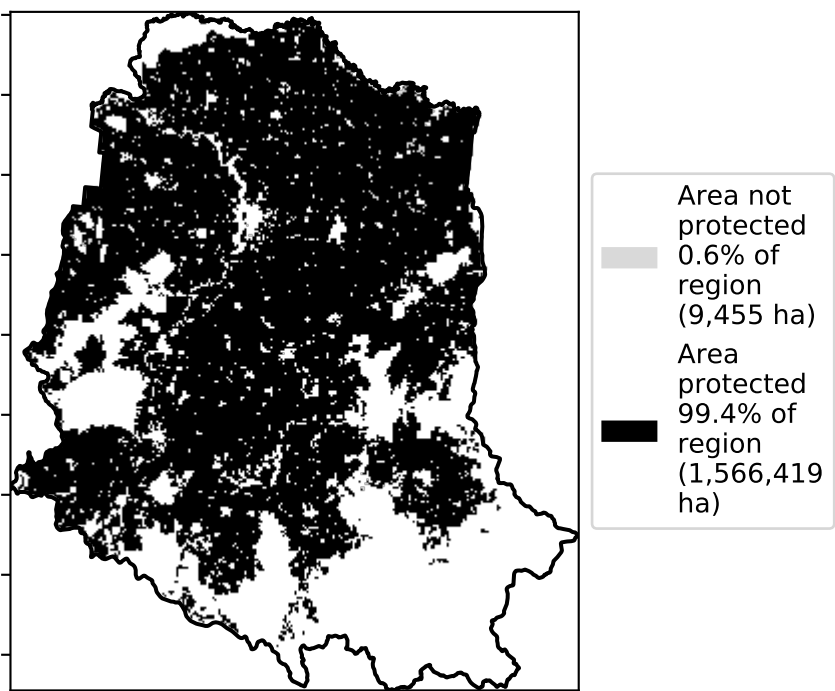 Area not
protected
0.6% of
region
(9,455 ha)
Area
protected
99.4% of
region
(1,566,419
ha)